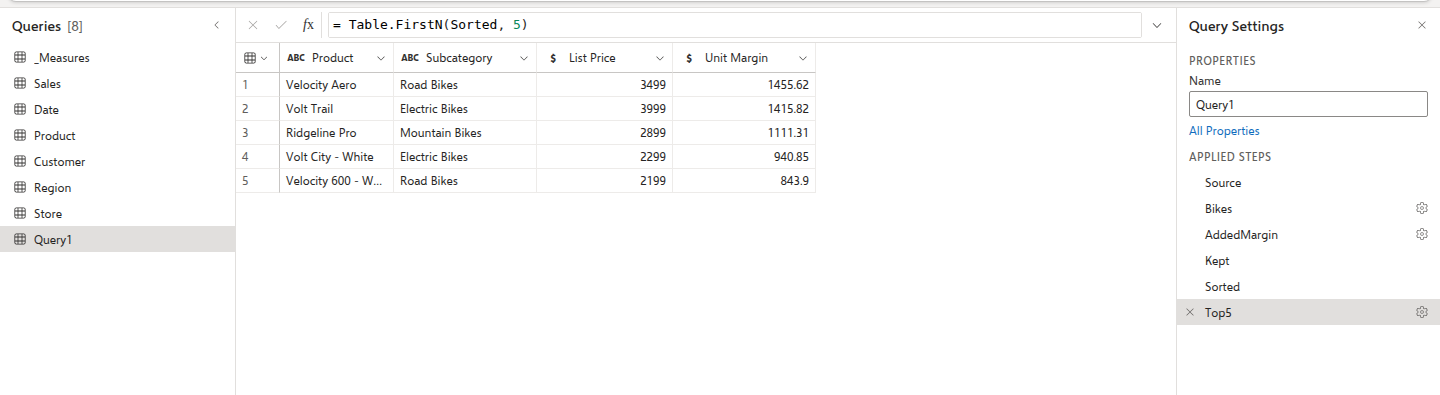 Queries [8]
_Measures
Sales
Date
Product
Customer
Region
Store
Query1
fx = Table.FirstN(Sorted, 5)
ABC Product ABC Subcategory $ List Price $ Unit Margin
1 Velocity Aero Road Bikes 3499 1455.62
2 Volt Trail Electric Bikes 3999 1415.82
3 Ridgeline Pro Mountain Bikes 2899 1111.31
4 Volt City - White Electric Bikes 2299 940.85
5 Velocity 600 - W... Road Bikes 2199 843.9
Query Settings
PROPERTIES
Name
Query1
All Properties
APPLIED STEPS
Source
Bikes
AddedMargin
Kept
Sorted
Top5